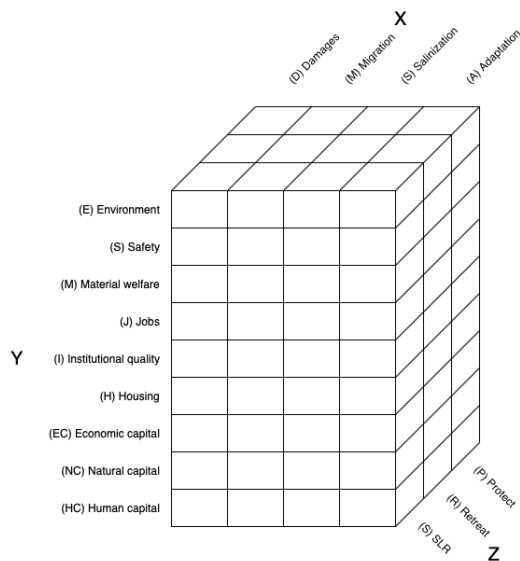 X
(D) Damages
(M) Migration
(S) Salinization
(A) Adaptation
(E) Environment
(S) Safety
(M) Material welfare
(J) Jobs
Y
(I) Institutional quality
(H) Housing
(EC) Economic capital
(NC) Natural capital
(HC) Human capital
(P) Protect
(R) Retreat
(S) SLR
Z